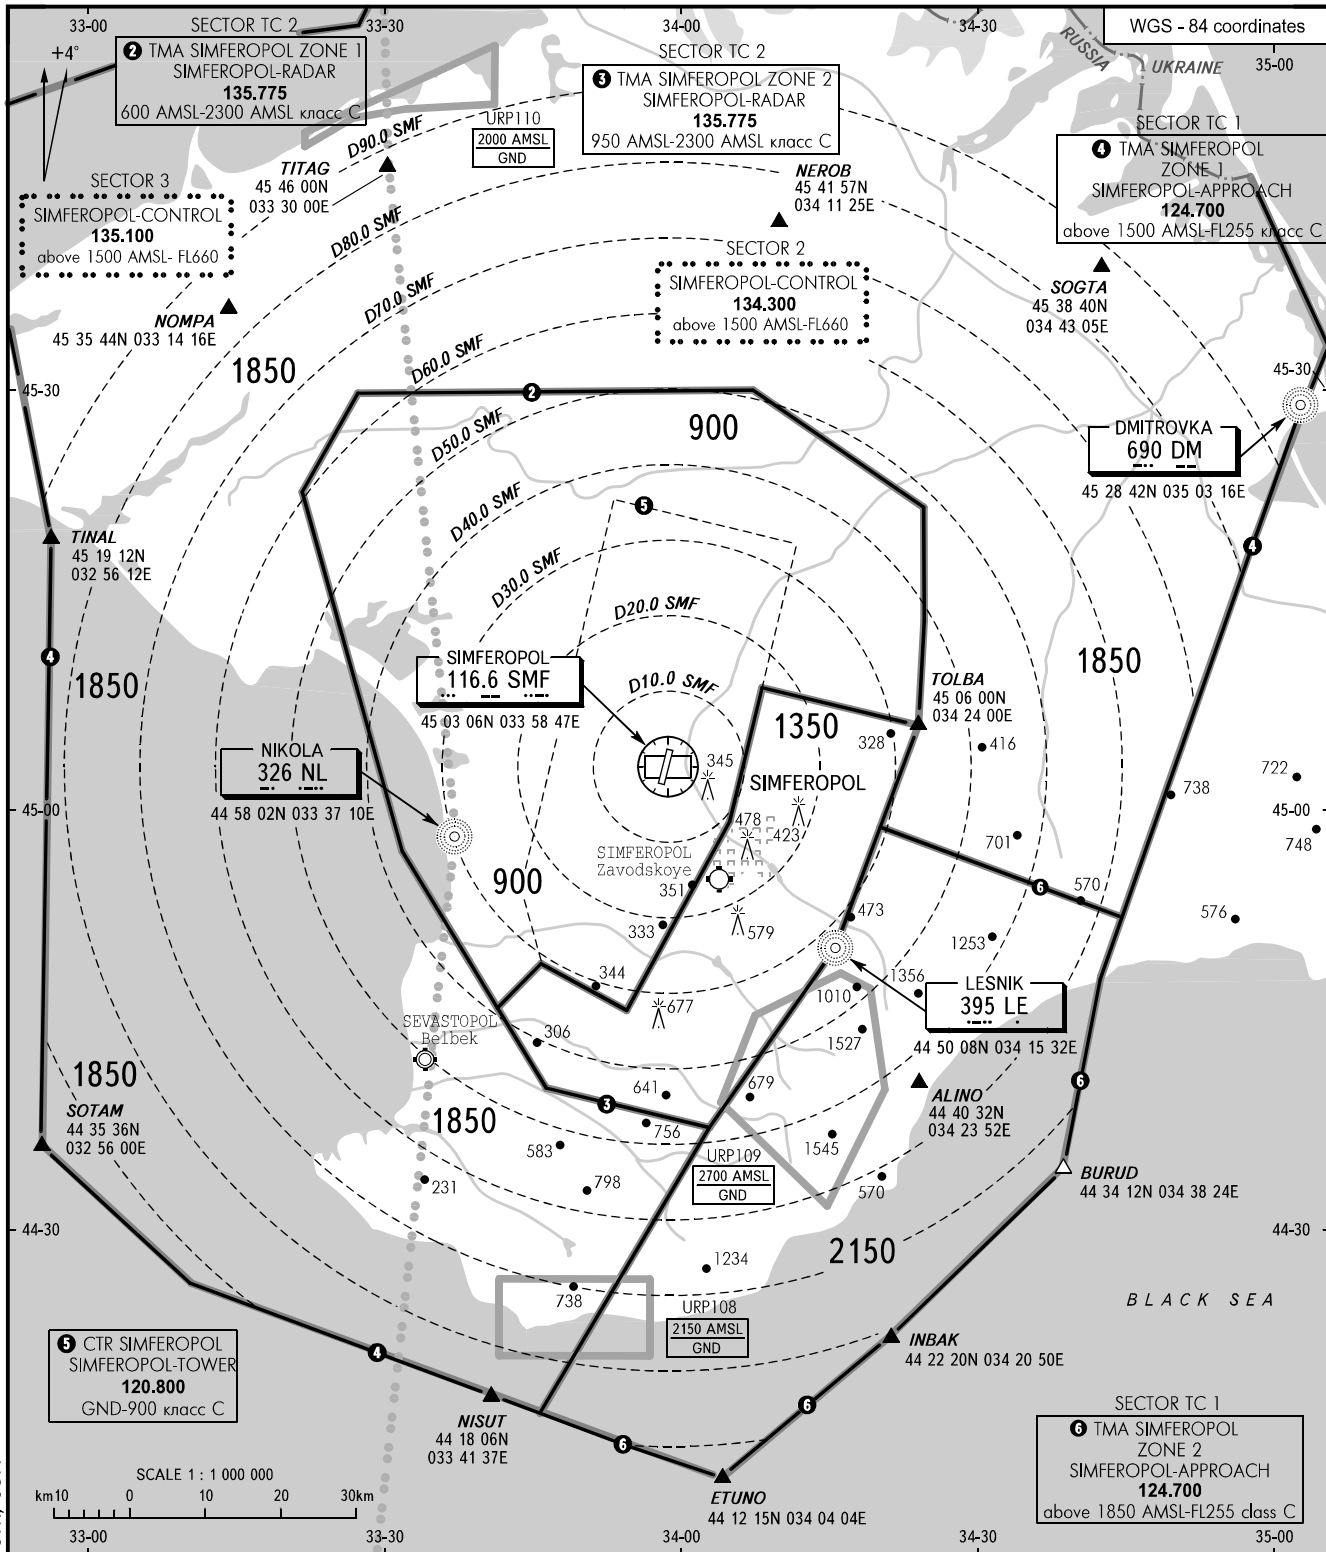 33-00
33-30
34-00
34-30
35-00
WGS - 84 coordinates
RUSSIA
UKRAINE
+4°
SECTOR TC 2
2 TMA SIMFEROPOL ZONE 1
SIMFEROPOL-RADAR
135.775
600 AMSL-2300 AMSL класс C
SECTOR TC 2
3 TMA SIMFEROPOL ZONE 2
SIMFEROPOL-RADAR
135.775
950 AMSL-2300 AMSL класс C
SECTOR TC 1
4 TMA SIMFEROPOL
ZONE 1
SIMFEROPOL-APPROACH
124.700
above 1500 AMSL-FL255 класс C
URP110
2000 AMSL
GND
D90.0 SMF
TITAG
45 46 00N
033 30 00E
NEROB
45 41 57N
034 11 25E
SECTOR 3
SIMFEROPOL-CONTROL
135.100
above 1500 AMSL- FL660
D80.0 SMF
SECTOR 2
SIMFEROPOL-CONTROL
134.300
above 1500 AMSL-FL660
SOGTA
45 38 40N
034 43 05E
D70.0 SMF
NOMPA
45 35 44N 033 14 16E
D60.0 SMF
1850
45-30
45-30
2
900
D50.0 SMF
DMITROVKA
690 DM
45 28 42N 035 03 16E
D40.0 SMF
5
TINAL
45 19 12N
032 56 12E
4
D30.0 SMF
D20.0 SMF
4
1850
SIMFEROPOL
116.6 SMF
45 03 06N 033 58 47E
D10.0 SMF
1850
TOLBA
45 06 00N
034 24 00E
1350
328
416
NIKOLA
326 NL
44 58 02N 033 37 10E
345
SIMFEROPOL
738
722
45-00
45-00
478
423
701
748
SIMFEROPOL
Zavodskoye
351
900
6
570
576
333
579
473
1253
344
1356
LESNIK
395 LE
44 50 08N 034 15 32E
1010
677
SEVASTOPOL
Belbek
306
1527
1850
641
679
ALINO
44 40 32N
034 23 52E
6
SOTAM
44 35 36N
032 56 00E
1850
3
756
583
1545
URP109
2700 AMSL
GND
BURUD
44 34 12N 034 38 24E
231
798
570
44-30
44-30
2150
1234
738
BLACK SEA
URP108
2150 AMSL
GND
5 CTR SIMFEROPOL
SIMFEROPOL-TOWER
120.800
GND-900 класс C
4
INBAK
44 22 20N 034 20 50E
NISUT
44 18 06N
033 41 37E
6
6
SECTOR TC 1
6 TMA SIMFEROPOL
ZONE 2
SIMFEROPOL-APPROACH
124.700
above 1850 AMSL-FL255 class C
SCALE 1 : 1 000 000
km10 0 10 20 30km
ETUNO
44 12 15N 034 04 04E
33-00
33-30
34-00
34-30
35-00